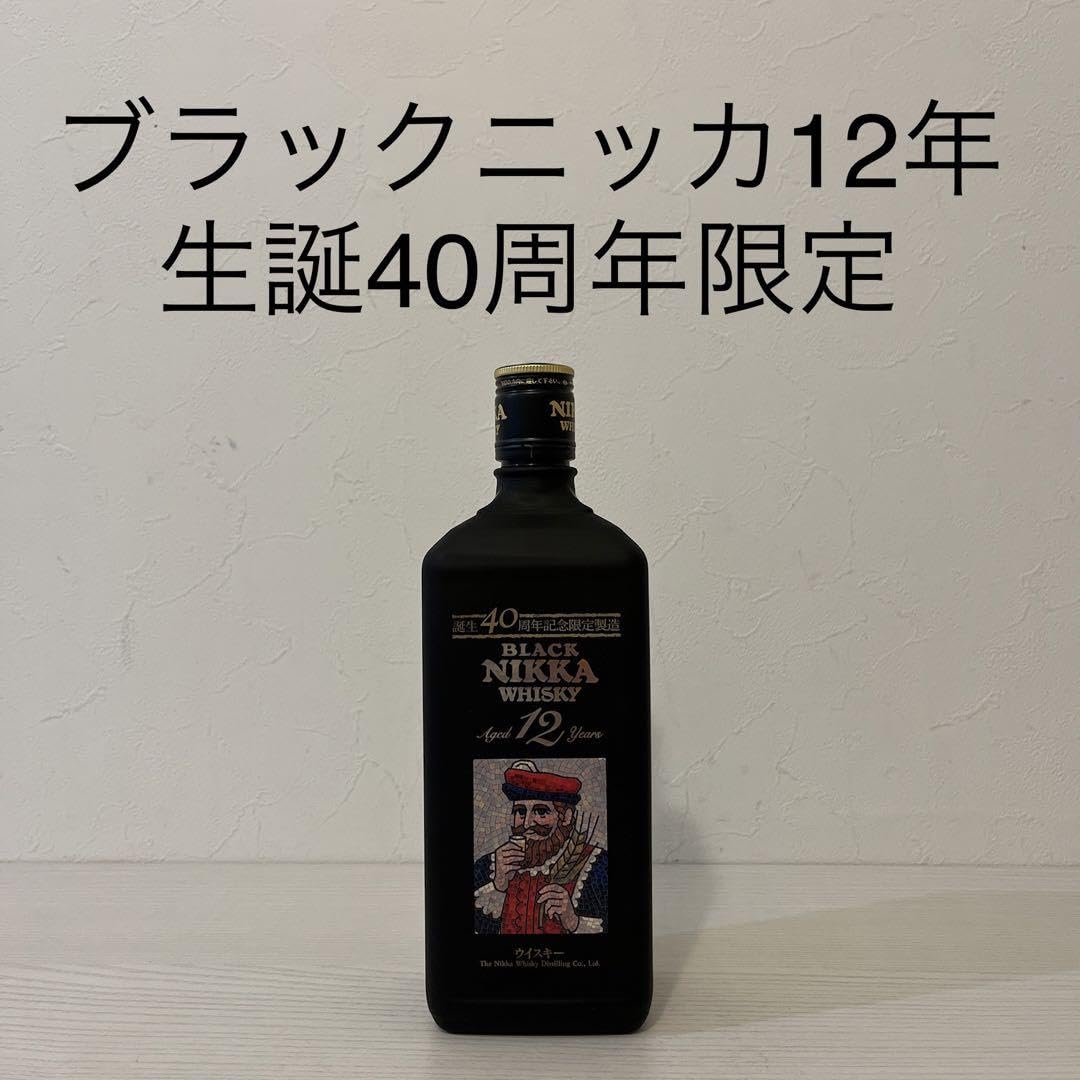 ブラックニッカ12年
生誕40周年限定
NIKKA
WHISKY
誕生40周年記念限定製造
BLACK
NIKKA
WHISKY
Aged 12 Years
ウイスキー
The Nikka Whisky Distilling Co., Ltd.